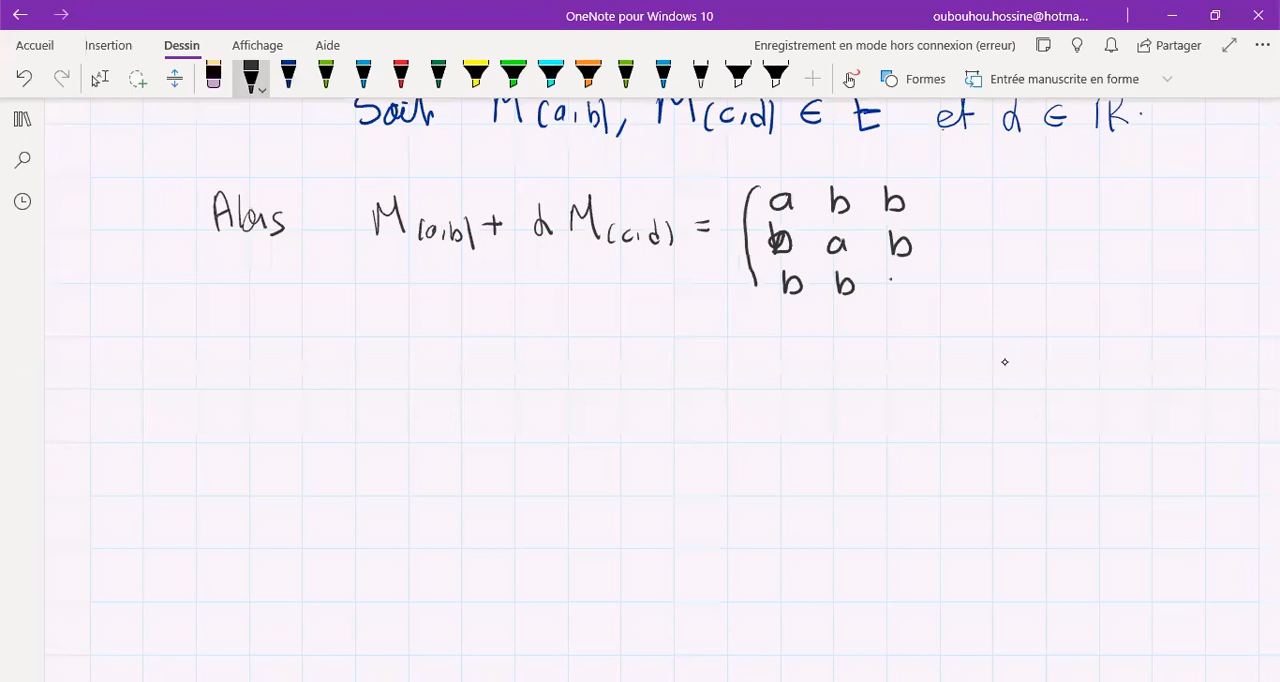 OneNote pour Windows 10
oubouhou.hossine@hotma...
Accueil Insertion Dessin Affichage Aide
Enregistrement en mode hors connexion (erreur) Partager
Formes Entrée manuscrite en forme
Soit M(a,b), M(c,d) ∈ E et α ∈ IK.
Alors M(a,b) + α M(c,d) = ( a b b
b a b
b b